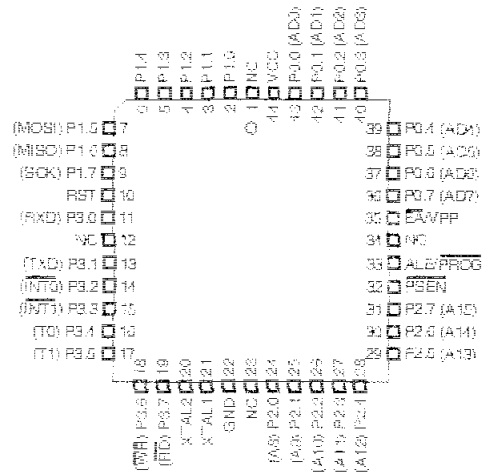 P1.4
P1.3
P1.2
P1.1
P1.0
NC
VCC
P0.0 (AD0)
P0.1 (AD1)
P0.2 (AD2)
P0.3 (AD3)
6
5
4
3
2
1
44
43
42
41
40
(MOSI) P1.5 7
(MISO) P1.6 8
(SCK) P1.7 9
RST 10
(RXD) P3.0 11
NC 12
(TXD) P3.1 13
(INT0) P3.2 14
(INT1) P3.3 15
(T0) P3.4 16
(T1) P3.5 17
39 P0.4 (AD4)
38 P0.5 (AD5)
37 P0.6 (AD6)
36 P0.7 (AD7)
35 EA/VPP
34 NC
33 ALE/PROG
32 PSEN
31 P2.7 (A15)
30 P2.6 (A14)
29 P2.5 (A13)
18
19
20
21
22
23
24
25
26
27
28
(WR) P3.6
(RD) P3.7
XTAL2
XTAL1
GND
NC
(A8) P2.0
(A9) P2.1
(A10) P2.2
(A11) P2.3
(A12) P2.4